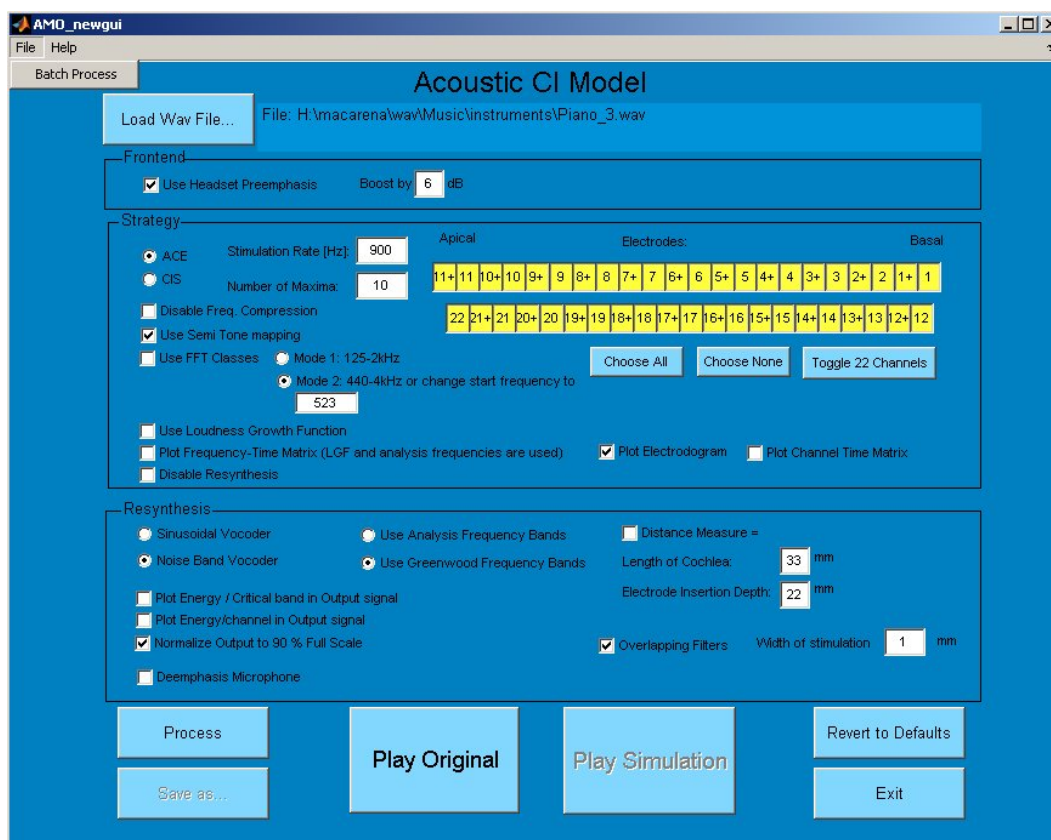 AMO_newgui
File Help
Batch Process
Acoustic CI Model
Load Wav File... File: H:\macarena\wav\Music\instruments\Piano_3.wav
Frontend
Use Headset Preemphasis Boost by 6 dB
Strategy
ACE Stimulation Rate [Hz]: 900 Apical Electrodes: Basal
CIS Number of Maxima: 10 11+ 11 10+ 10 9+ 9 8+ 8 7+ 7 6+ 6 5+ 5 4+ 4 3+ 3 2+ 2 1+ 1
Disable Freq. Compression 22 21+ 21 20+ 20 19+ 19 18+ 18 17+ 17 16+ 16 15+ 15 14+ 14 13+ 13 12+ 12
Use Semi Tone mapping
Use FFT Classes Mode 1: 125-2kHz Choose All Choose None Toggle 22 Channels
Mode 2: 440-4kHz or change start frequency to
523
Use Loudness Growth Function
Plot Frequency-Time Matrix (LGF and analysis frequencies are used) Plot Electrodogram Plot Channel Time Matrix
Disable Resynthesis
Resynthesis
Sinusoidal Vocoder Use Analysis Frequency Bands Distance Measure =
Noise Band Vocoder Use Greenwood Frequency Bands Length of Cochlea: 33 mm
Plot Energy / Critical band in Output signal Electrode Insertion Depth: 22 mm
Plot Energy/channel in Output signal
Normalize Output to 90 % Full Scale Overlapping Filters Width of stimulation 1 mm
Deemphasis Microphone
Process Play Original Play Simulation Revert to Defaults
Save as... Exit